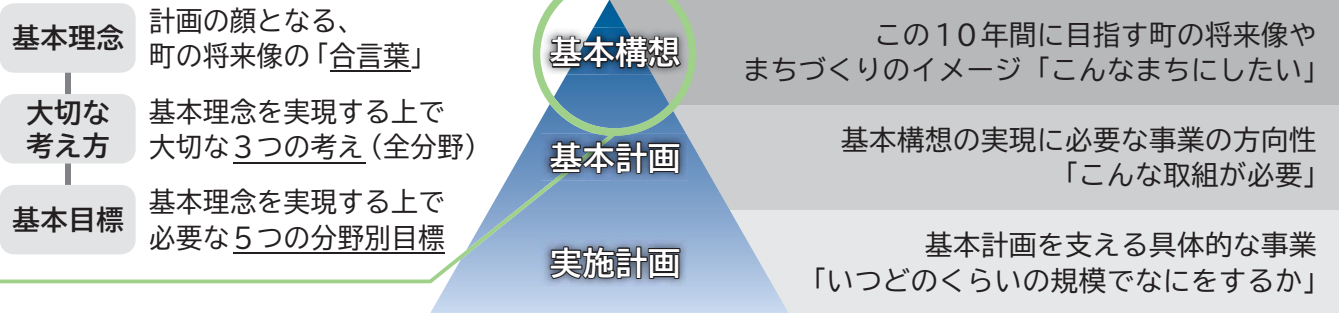 基本理念
計画の顔となる、
町の将来像の「合言葉」
大切な
考え方
基本理念を実現する上で
大切な３つの考え（全分野）
基本目標
基本理念を実現する上で
必要な５つの分野別目標
基本構想
この１０年間に目指す町の将来像や
まちづくりのイメージ「こんなまちにしたい」
基本計画
基本構想の実現に必要な事業の方向性
「こんな取組が必要」
実施計画
基本計画を支える具体的な事業
「いつどのくらいの規模でなにをするか」